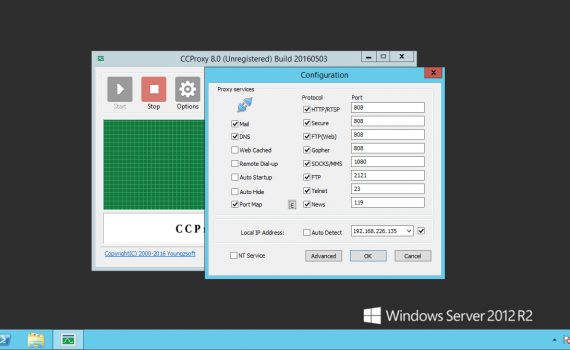 CCProxy 8.0 (Unregistered) Build 20160503
Start
Stop
Options
CCP
Copyright(C) 2000-2016 Youngzsoft
Configuration
Proxy services
Protocol
Port
HTTP/RTSP
808
Mail
Secure
808
DNS
FTP(Web)
808
Web Cached
Gopher
808
Remote Dial-up
SOCKS/MMS
1080
Auto Startup
FTP
2121
Auto Hide
Telnet
23
Port Map
E
News
119
Local IP Address:
Auto Detect
192.168.226.135
NT Service
Advanced
OK
Cancel
Windows Server 2012 R2